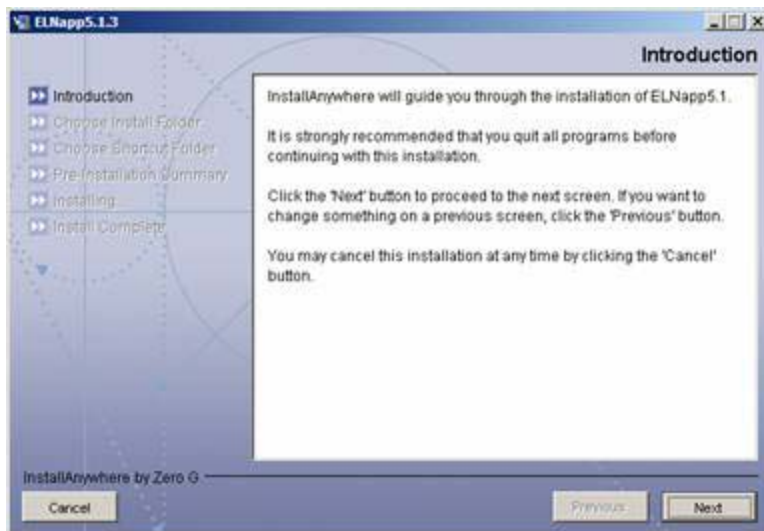 ELNapp5.1.3
Introduction
Introduction
Choose Install Folder
Choose Shortcut Folder
Pre-Installation Summary
Installing...
Install Complete
InstallAnywhere will guide you through the installation of ELNapp5.1.
It is strongly recommended that you quit all programs before
continuing with this installation.
Click the 'Next' button to proceed to the next screen. If you want to
change something on a previous screen, click the 'Previous' button.
You may cancel this installation at any time by clicking the 'Cancel'
button.
InstallAnywhere by Zero G
Cancel
Previous
Next